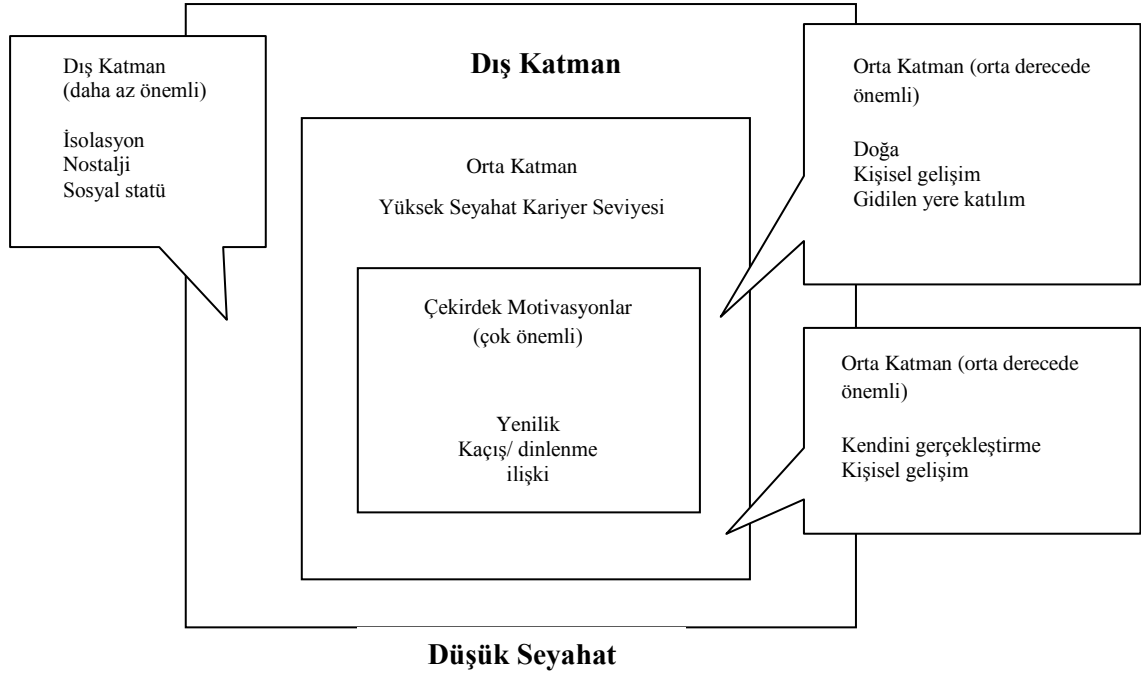 Dış Katman
(daha az önemli)
İsolasyon
Nostalji
Sosyal statü
Dış Katman
Orta Katman
Yüksek Seyahat Kariyer Seviyesi
Çekirdek Motivasyonlar
(çok önemli)
Yenilik
Kaçış/ dinlenme
ilişki
Orta Katman (orta derecede
önemli)
Doğa
Kişisel gelişim
Gidilen yere katılım
Orta Katman (orta derecede
önemli)
Kendini gerçekleştirme
Kişisel gelişim
Düşük Seyahat